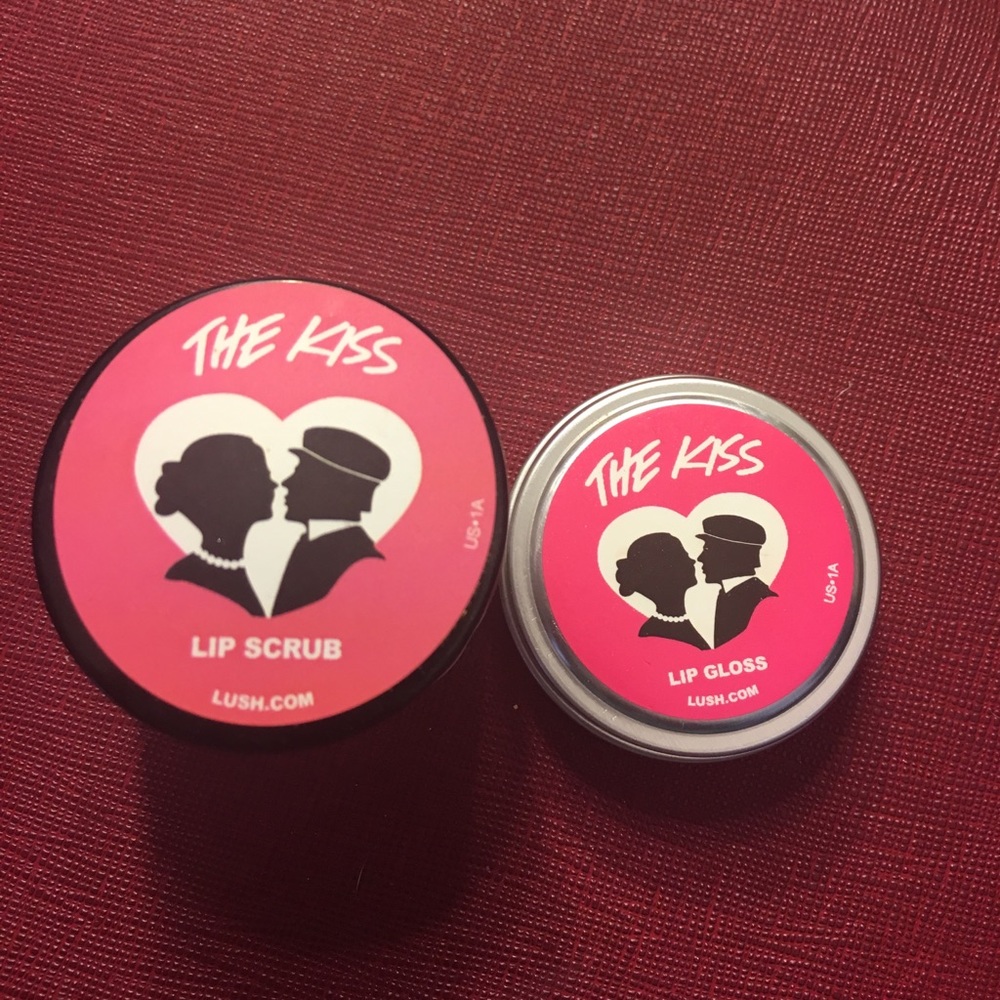 THE KISS
US•1A
LIP SCRUB
LUSH.COM
THE KISS
US•1A
LIP GLOSS
LUSH.COM